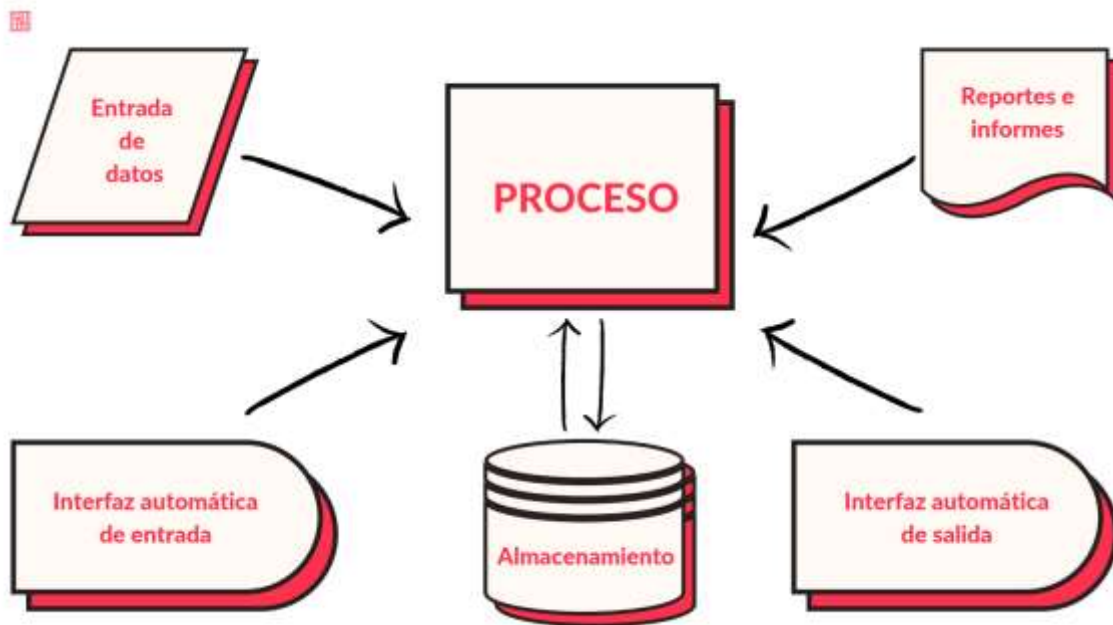 Entrada
de
datos
PROCESO
Reportes e
informes
Interfaz automática
de entrada
Almacenamiento
Interfaz automática
de salida